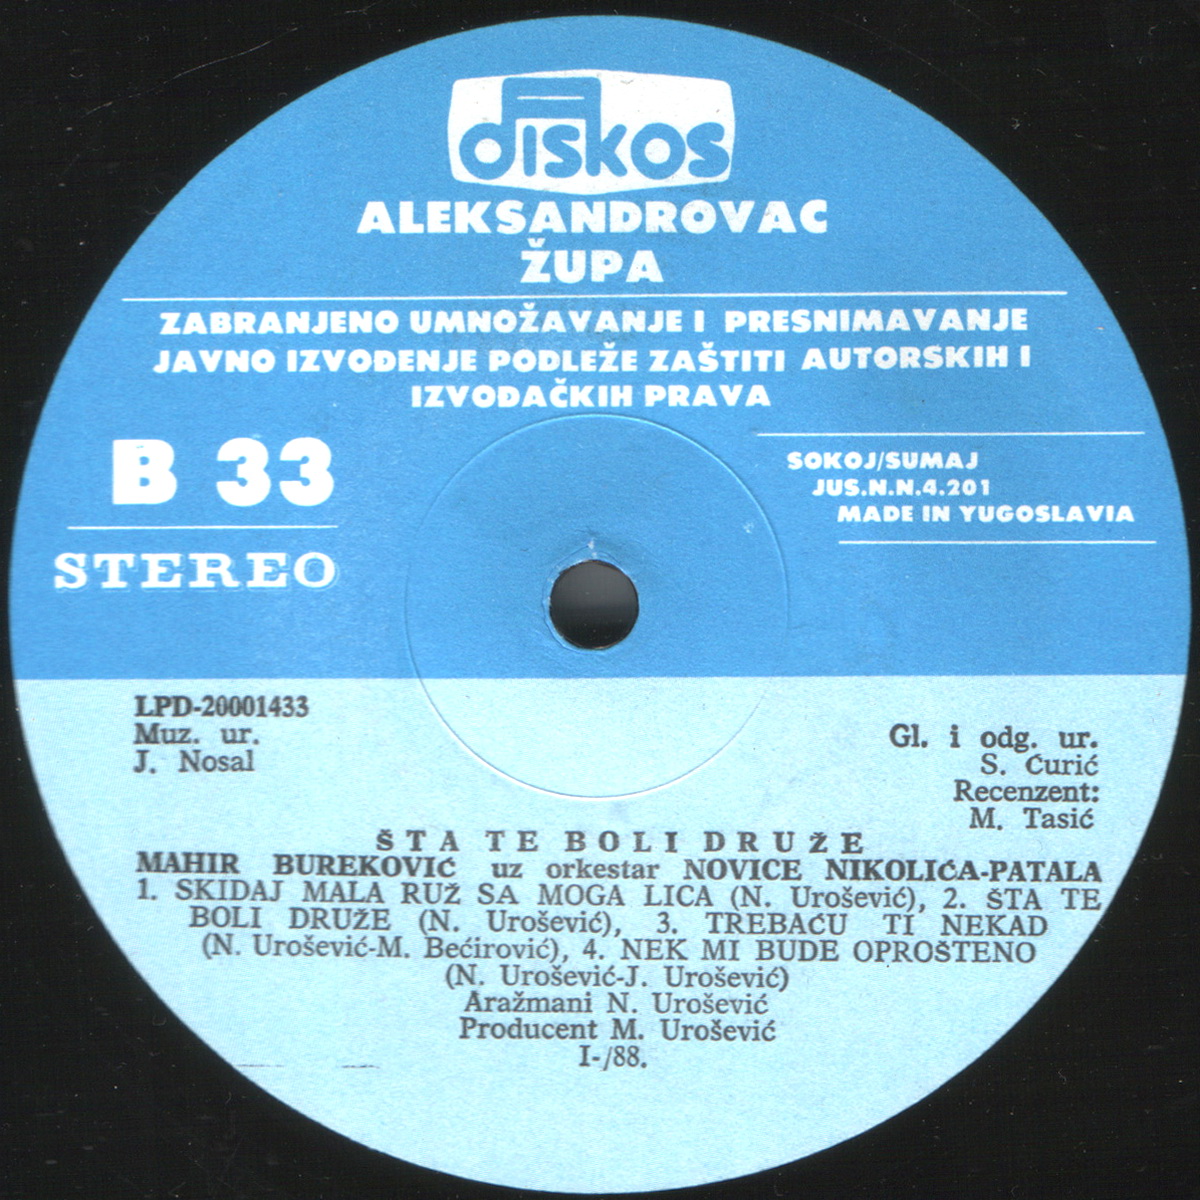 diskos
ALEKSANDROVAC
ŽUPA
ZABRANJENO UMNOŽAVANJE I PRESNIMAVANJE
JAVNO IZVOĐENJE PODLEŽE ZAŠTITI AUTORSKIH I
IZVOĐAČKIH PRAVA
B 33
STEREO
SOKOJ/SUMAJ
JUS.N.N.4.201
MADE IN YUGOSLAVIA
LPD-20001433
Muz. ur.
J. Nosal
Gl. i odg. ur.
S. Ćurić
Recenzent:
M. Tasić
ŠTA TE BOLI DRUŽE
MAHIR BUREKOVIĆ uz orkestar NOVICE NIKOLIĆA-PATALA
1. SKIDAJ MALA RUŽ SA MOGA LICA (N. Urošević), 2. ŠTA TE
BOLI DRUŽE (N. Urošević), 3. TREBAĆU TI NEKAD
(N. Urošević-M. Bećirović), 4. NEK MI BUDE OPROŠTENO
(N. Urošević-J. Urošević)
Aražmani N. Urošević
Producent M. Urošević
I-/88.